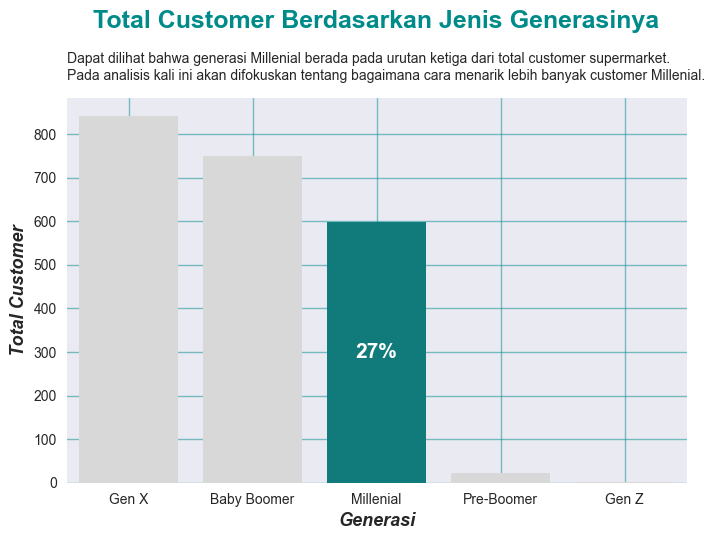 Total Customer Berdasarkan Jenis Generasinya
Dapat dilihat bahwa generasi Millenial berada pada urutan ketiga dari total customer supermarket.
Pada analisis kali ini akan difokuskan tentang bagaimana cara menarik lebih banyak customer Millenial.
Total Customer
800
700
600
500
400
300
200
100
0
27%
Gen X
Baby Boomer
Millenial
Pre-Boomer
Gen Z
Generasi